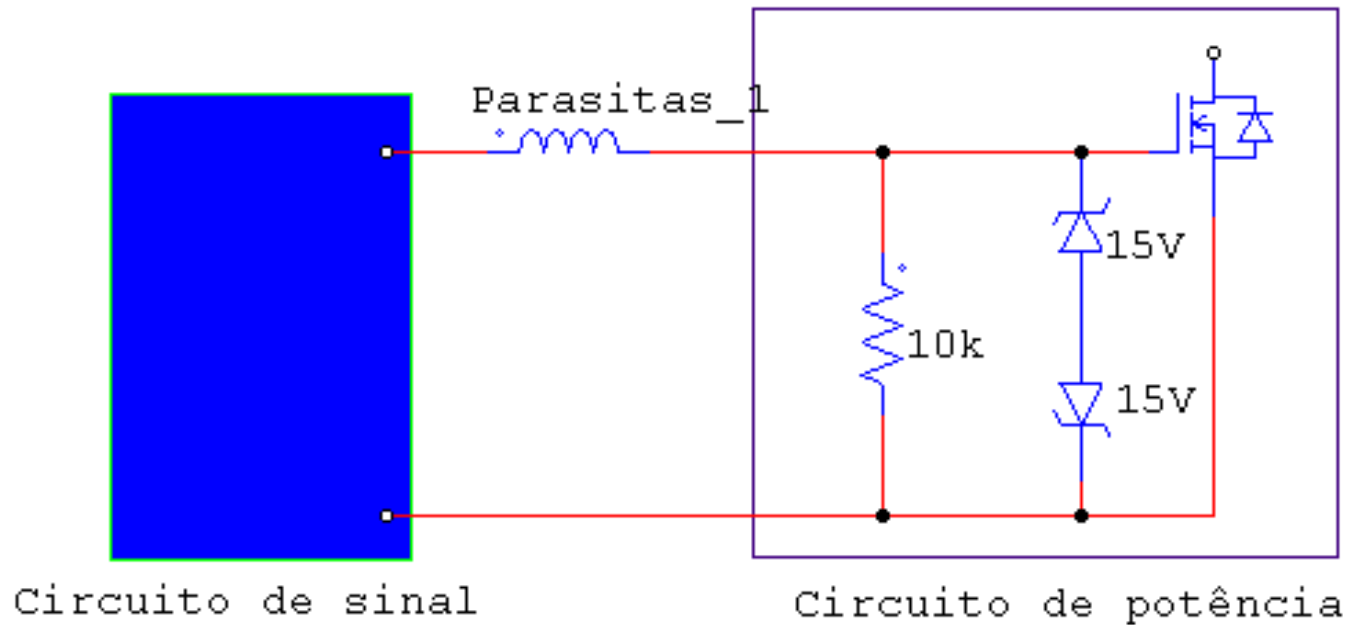 Parasitas_1
15V
10k
15V
Circuito de sinal
Circuito de potência